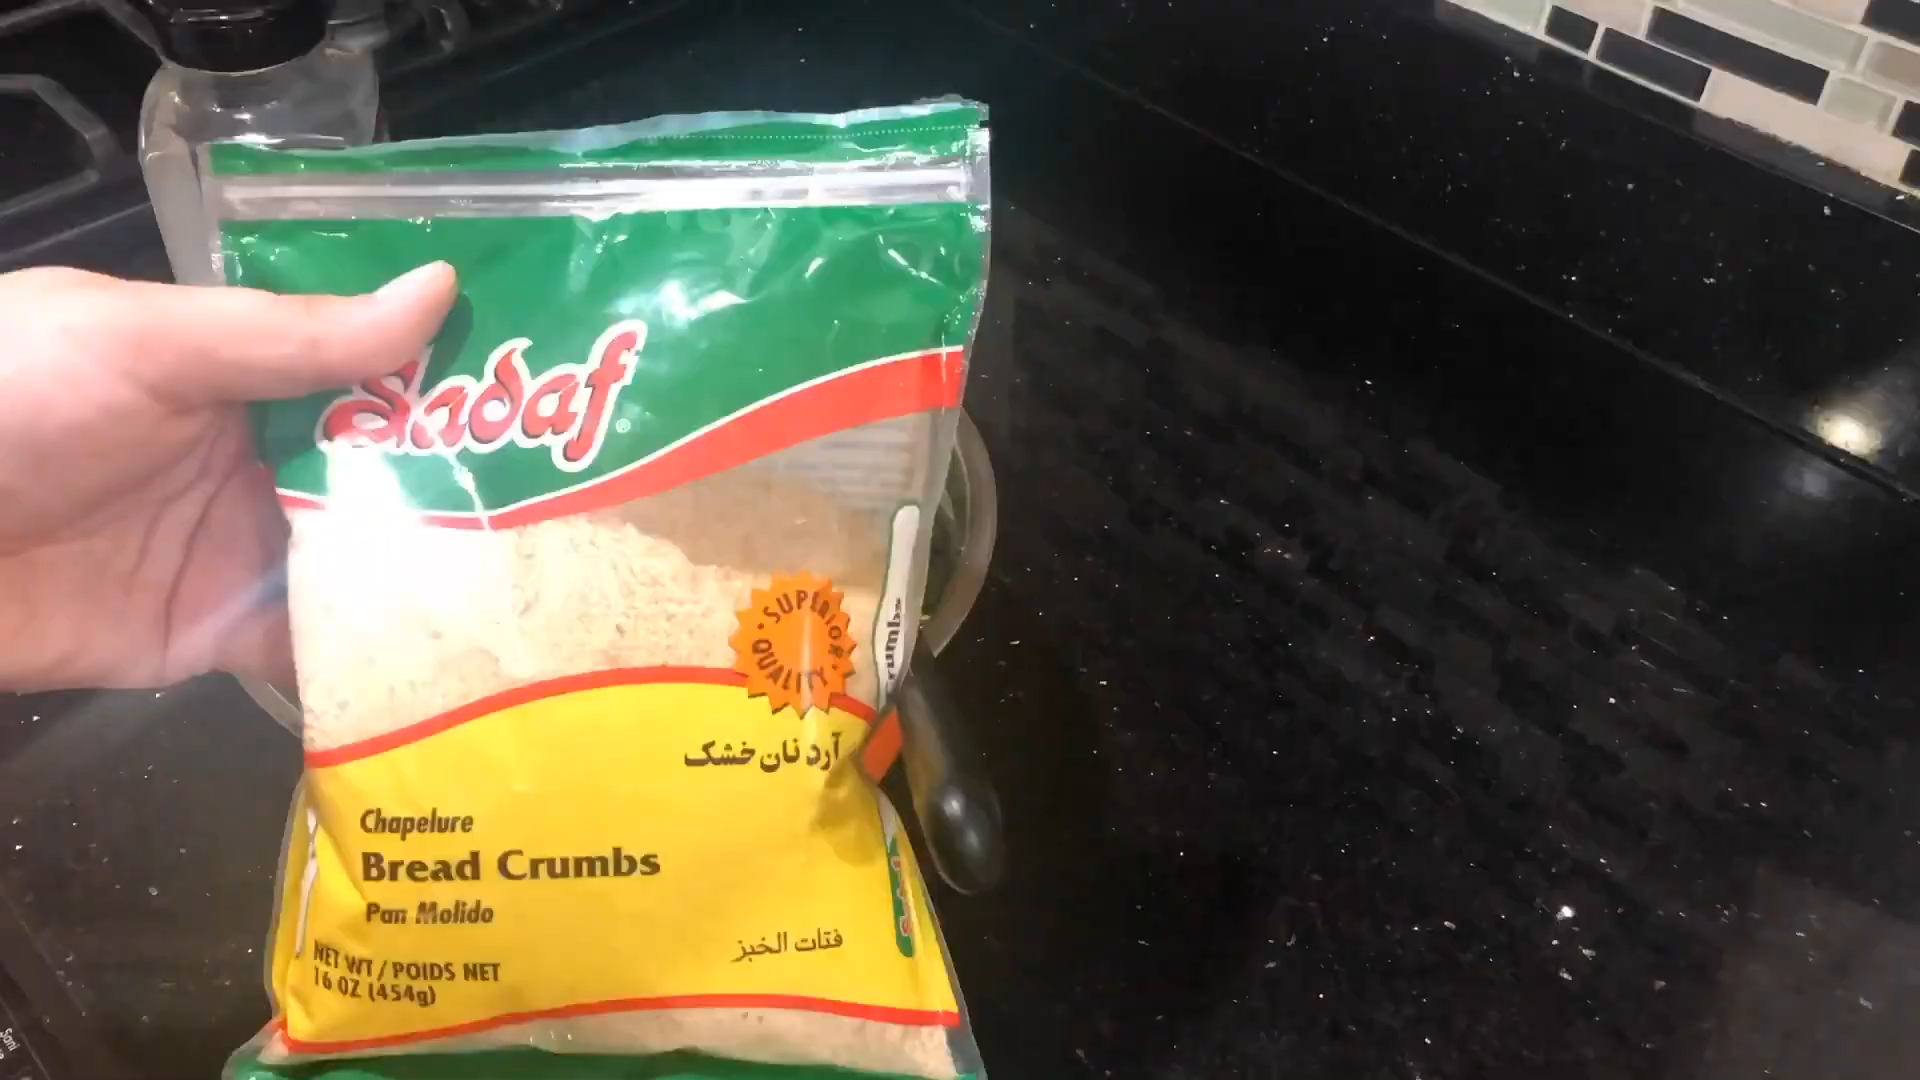 Sadaf®
SUPERIOR
QUALITY
آرد نان خشک
Chapelure
Bread Crumbs
Pan Molido
فتات الخبز
NET WT / POIDS NET
16 OZ (454g)